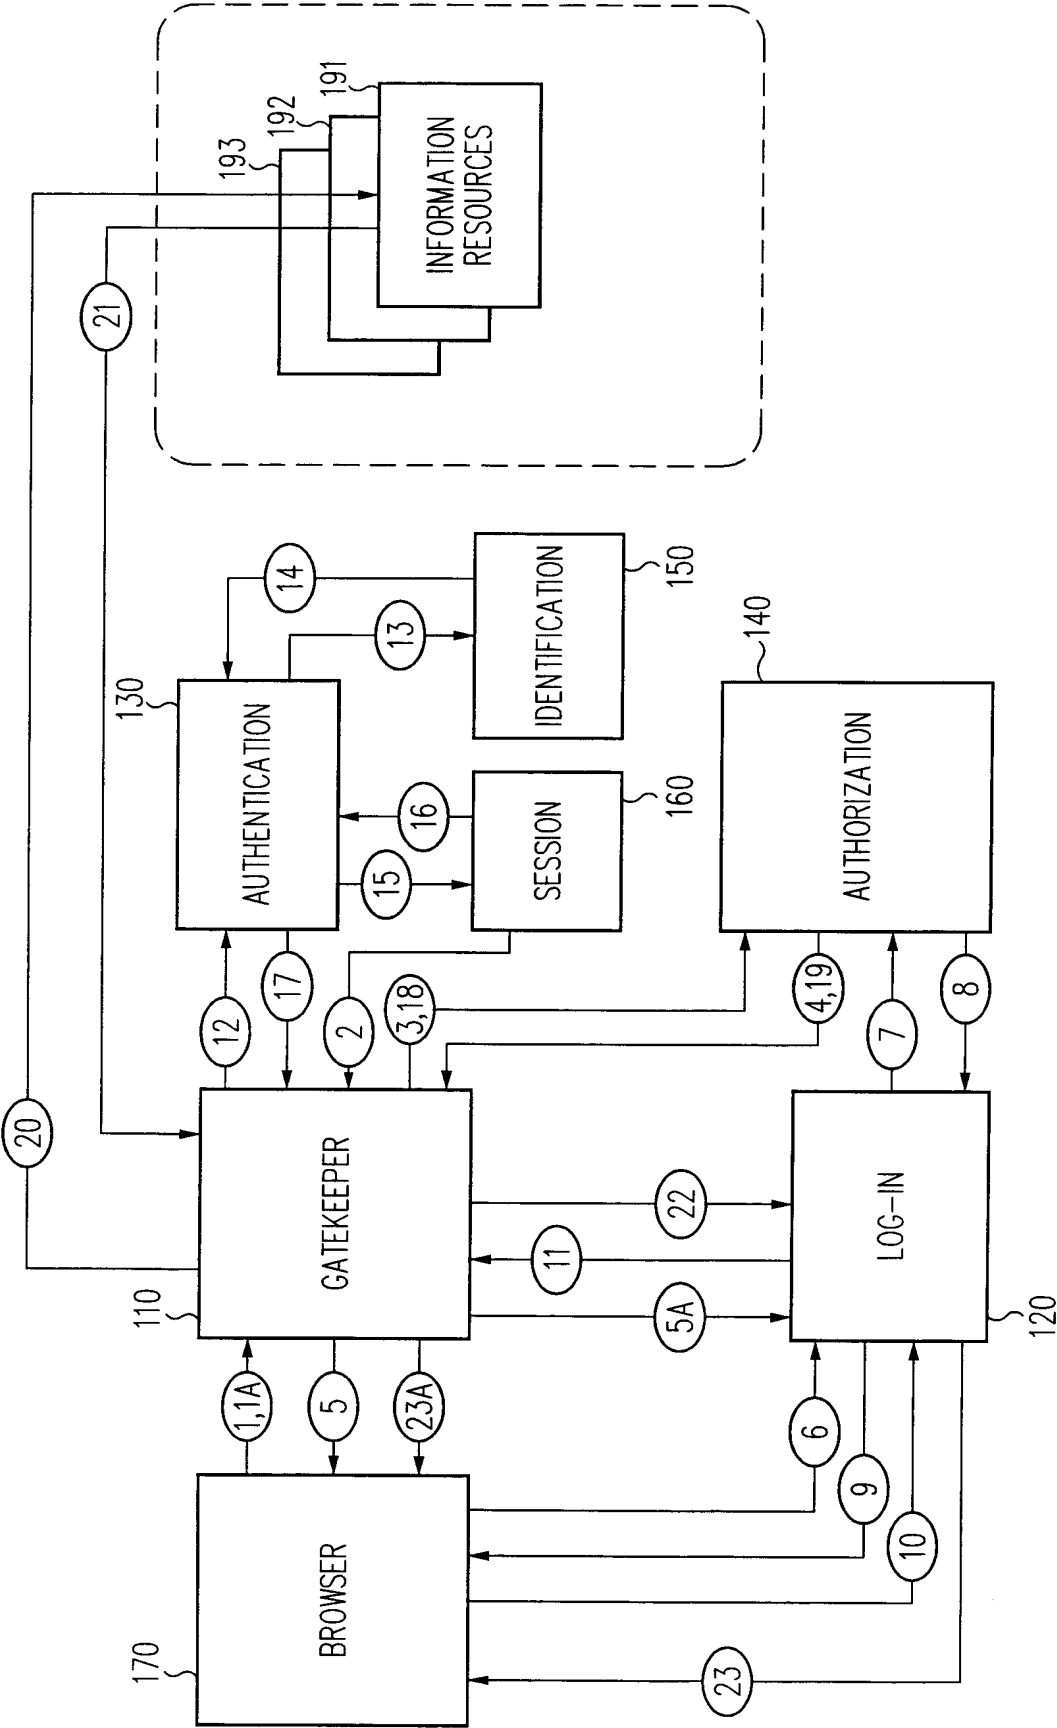 BROWSER
170
GATEKEEPER
110
LOG-IN
120
AUTHENTICATION
130
SESSION
160
IDENTIFICATION
150
AUTHORIZATION
140
INFORMATION
RESOURCES
191
192
193
1,1A
5
23A
6
9
10
23
5A
11
22
20
21
12
17
2
3,18
4,19
7
8
15
16
13
14